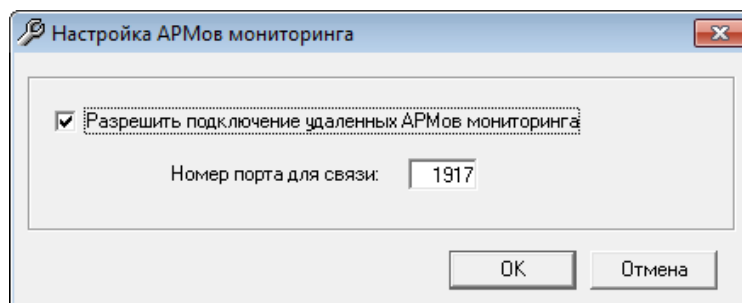 Настройка АРМов мониторинга
Разрешить подключение удаленных АРМов мониторинга
Номер порта для связи: 1917
OK Отмена